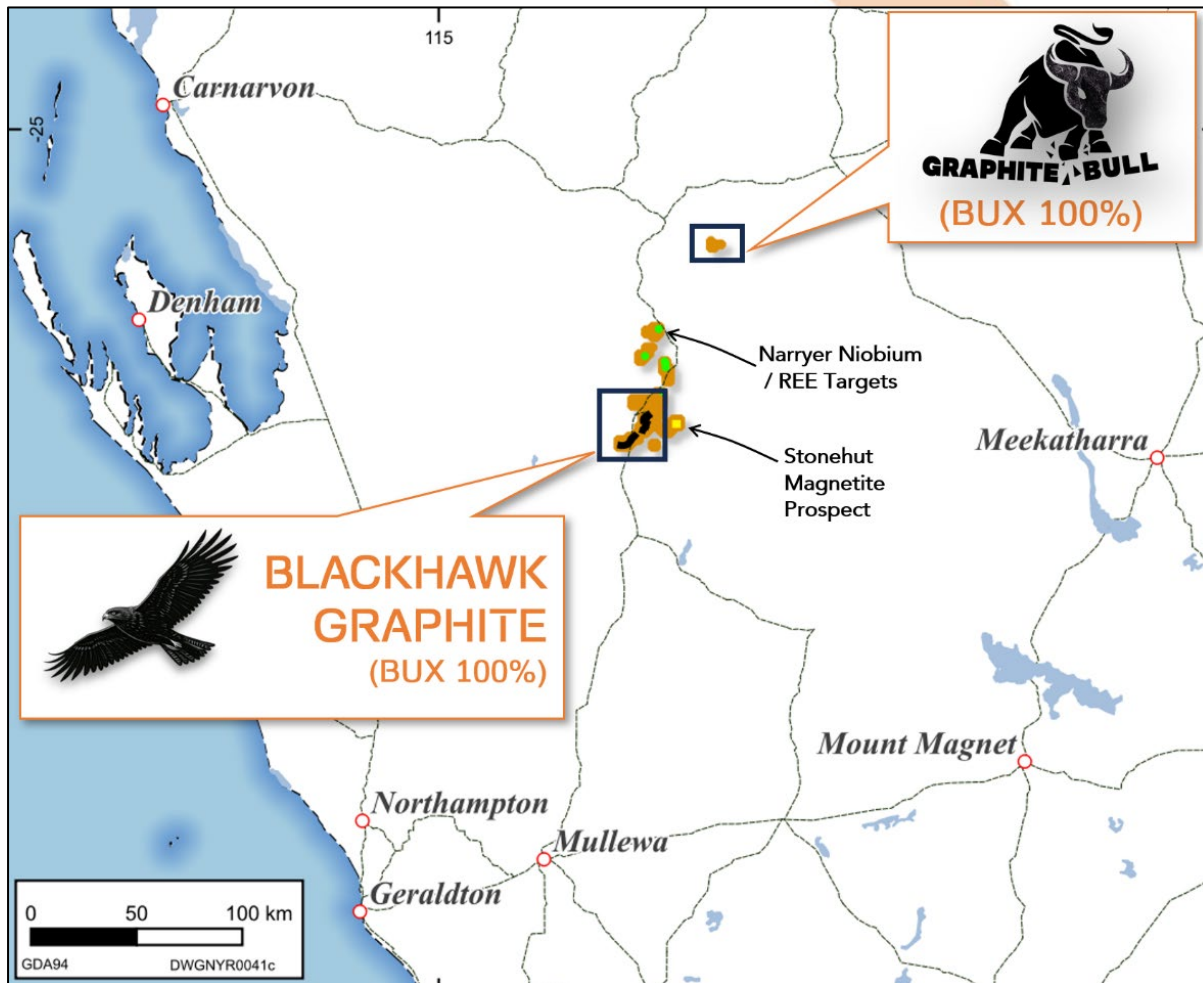 115
-25
Carnarvon
GRAPHITE BULL
(BUX 100%)
Denham
Narryer Niobium
/ REE Targets
Meekatharra
Stonehut
Magnetite
Prospect
BLACKHAWK
GRAPHITE
(BUX 100%)
Mount Magnet
Northampton
Mullewa
Geraldton
0 50 100 km
GDA94 DWGNYR0041c